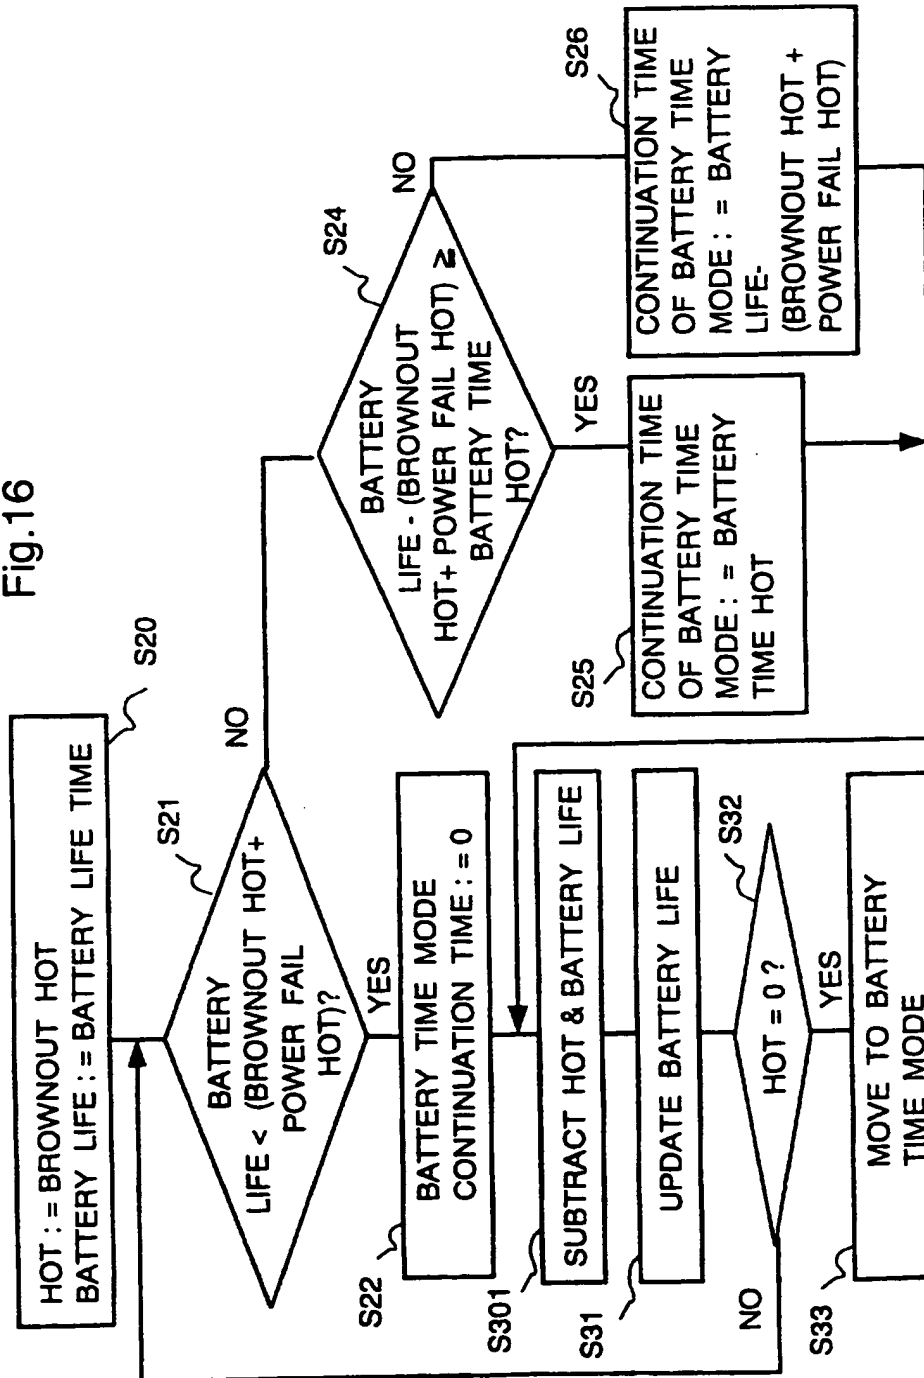 Fig.16
HOT : = BROWNOUT HOT
BATTERY LIFE : = BATTERY LIFE TIME
S20
S21
BATTERY
LIFE < (BROWNOUT HOT+
POWER FAIL
HOT)?
NO
YES
S22
BATTERY TIME MODE
CONTINUATION TIME : = 0
S24
BATTERY
LIFE - (BROWNOUT
HOT+ POWER FAIL HOT) ≥
BATTERY TIME
HOT?
NO
YES
S25
CONTINUATION TIME
OF BATTERY TIME
MODE : = BATTERY
TIME HOT
S26
CONTINUATION TIME
OF BATTERY TIME
MODE : = BATTERY
LIFE-
(BROWNOUT HOT +
POWER FAIL HOT)
S301
SUBTRACT HOT & BATTERY LIFE
S31
UPDATE BATTERY LIFE
S32
HOT = 0 ?
NO
YES
S33
MOVE TO BATTERY
TIME MODE